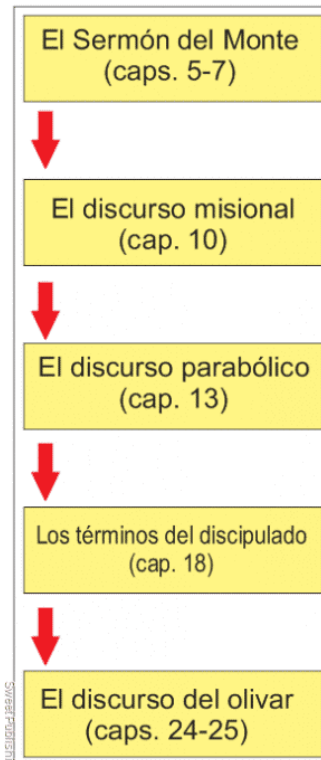 El Sermón del Monte
(caps. 5-7)
El discurso misional
(cap. 10)
El discurso parabólico
(cap. 13)
Los términos del discipulado
(cap. 18)
El discurso del olivar
(caps. 24-25)